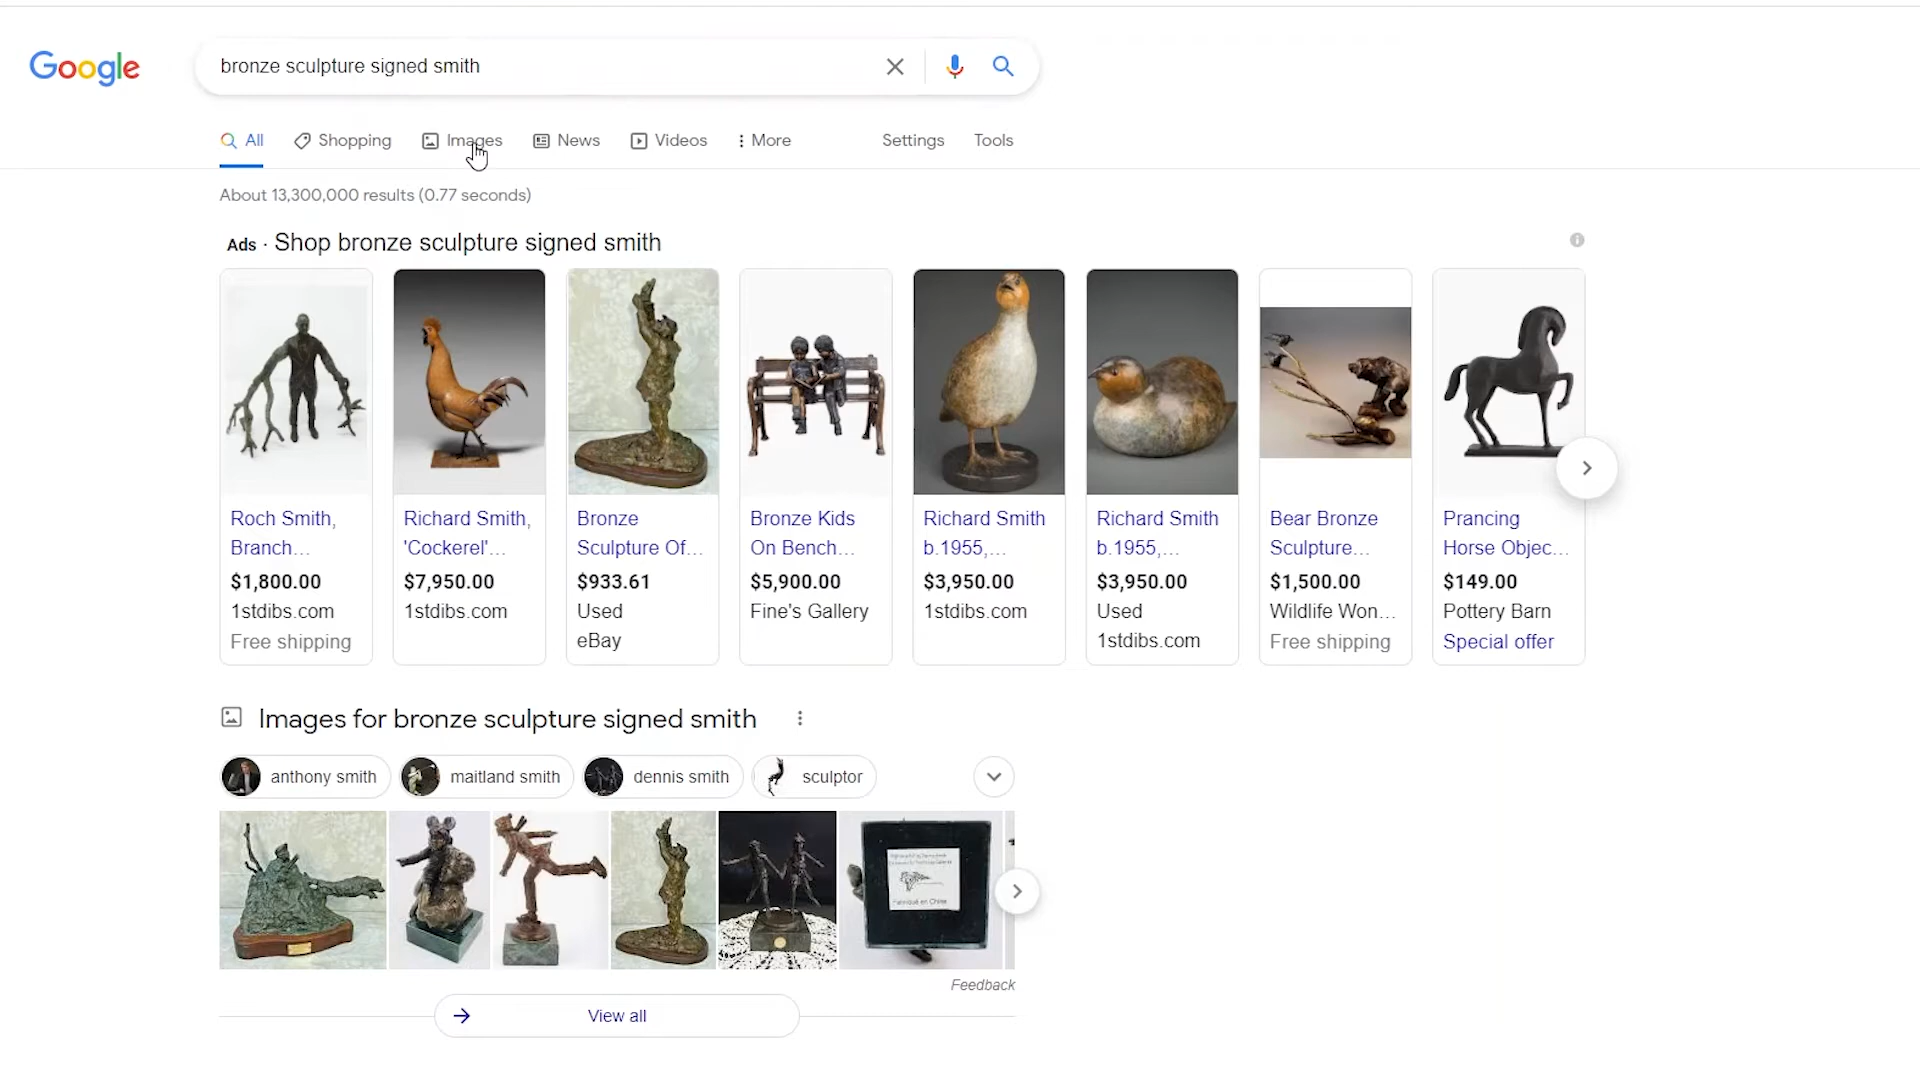 Google
bronze sculpture signed smith
All
Shopping
Images
News
Videos
More
Settings
Tools
About 13,300,000 results (0.77 seconds)
Ads · Shop bronze sculpture signed smith
Roch Smith,
Branch...
$1,800.00
1stdibs.com
Free shipping
Richard Smith,
'Cockerel'...
$7,950.00
1stdibs.com
Bronze
Sculpture Of...
$933.61
Used
eBay
Bronze Kids
On Bench...
$5,900.00
Fine's Gallery
Richard Smith
b.1955,...
$3,950.00
1stdibs.com
Richard Smith
b.1955,...
$3,950.00
Used
1stdibs.com
Bear Bronze
Sculpture...
$1,500.00
Wildlife Won...
Free shipping
Prancing
Horse Objec...
$149.00
Pottery Barn
Special offer
Images for bronze sculpture signed smith
anthony smith
maitland smith
dennis smith
sculptor
Fabriqué en Chine
Feedback
View all